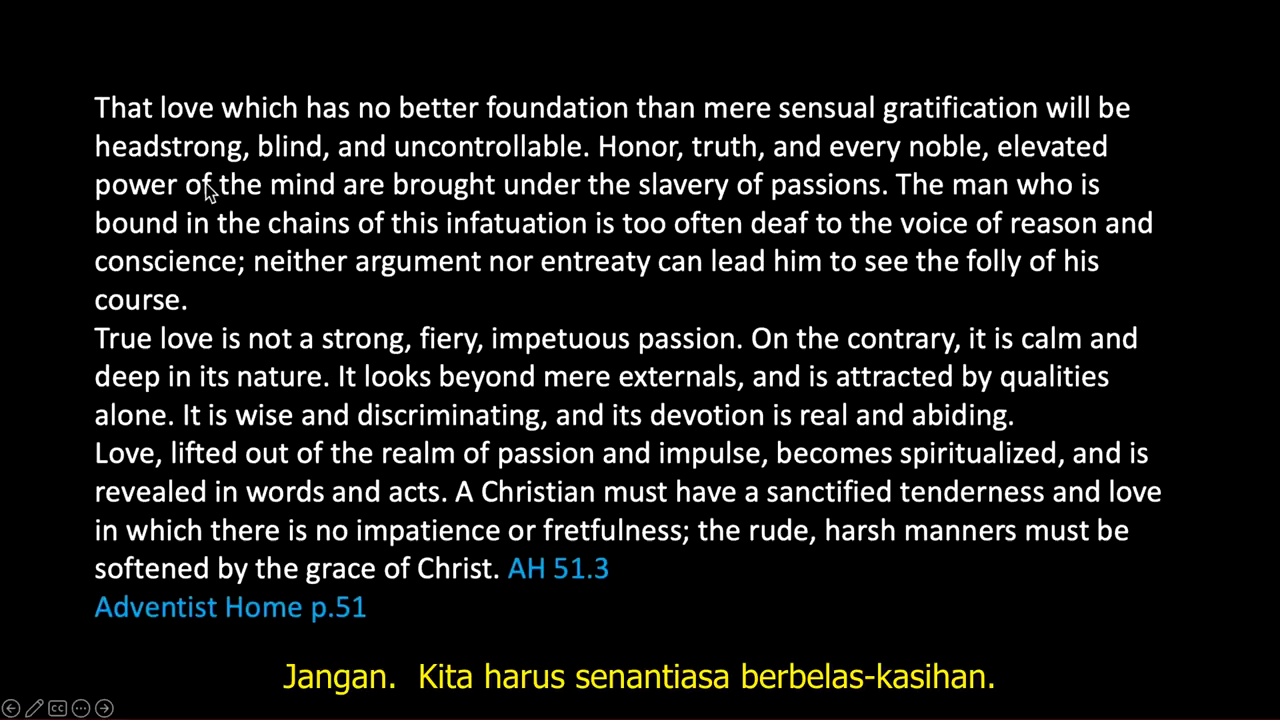 That love which has no better foundation than mere sensual gratification will be
headstrong, blind, and uncontrollable. Honor, truth, and every noble, elevated
power of the mind are brought under the slavery of passions. The man who is
bound in the chains of this infatuation is too often deaf to the voice of reason and
conscience; neither argument nor entreaty can lead him to see the folly of his
course.
True love is not a strong, fiery, impetuous passion. On the contrary, it is calm and
deep in its nature. It looks beyond mere externals, and is attracted by qualities
alone. It is wise and discriminating, and its devotion is real and abiding.
Love, lifted out of the realm of passion and impulse, becomes spiritualized, and is
revealed in words and acts. A Christian must have a sanctified tenderness and love
in which there is no impatience or fretfulness; the rude, harsh manners must be
softened by the grace of Christ. AH 51.3
Adventist Home p.51
Jangan. Kita harus senantiasa berbelas-kasihan.
CC